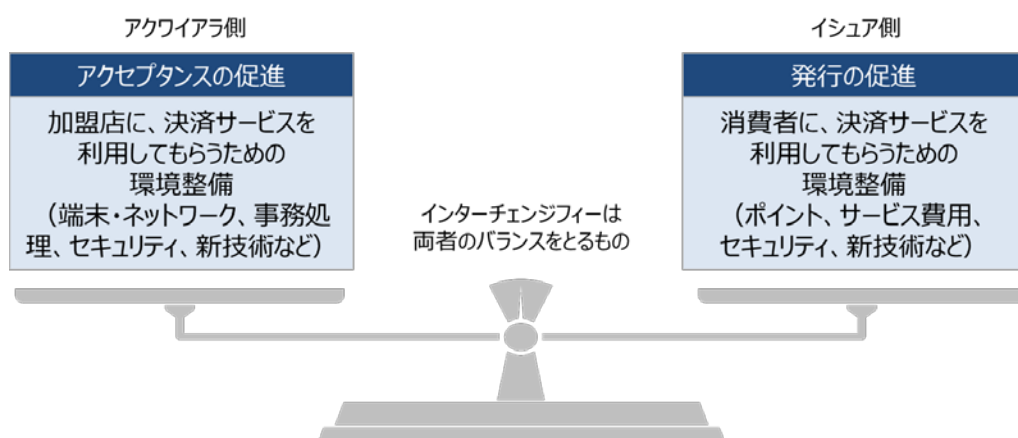 アクワイアラ側
アクセプタンスの促進
加盟店に、決済サービスを
利用してもらうための
環境整備
（端末・ネットワーク、事務処
理、セキュリティ、新技術など）
インターチェンジフィーは
両者のバランスをとるもの
イシュア側
発行の促進
消費者に、決済サービスを
利用してもらうための
環境整備
（ポイント、サービス費用、
セキュリティ、新技術など）